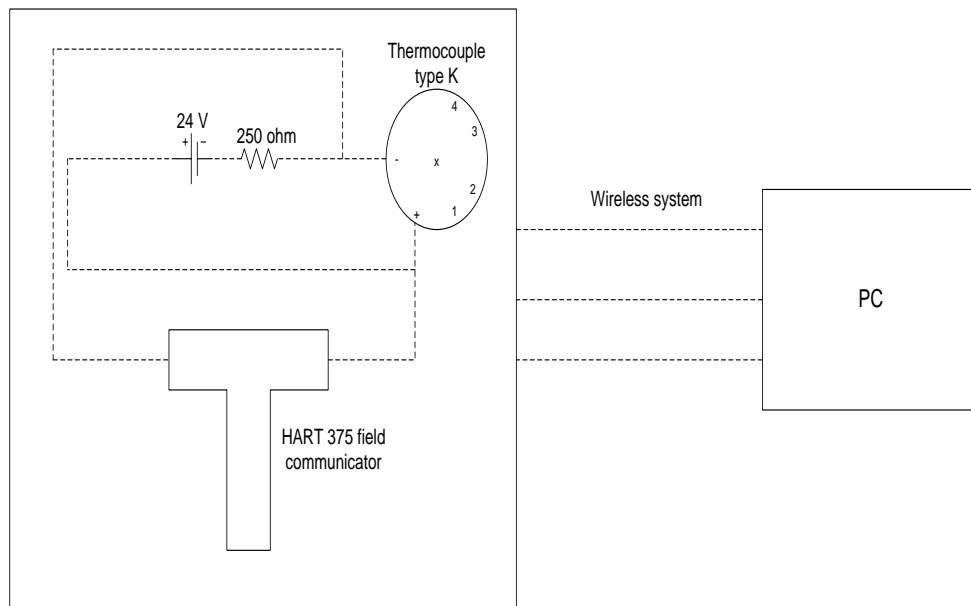 Thermocouple
type K
4
3
24 V
+ −
250 ohm
- x
2
+ 1
Wireless system
PC
HART 375 field
communicator